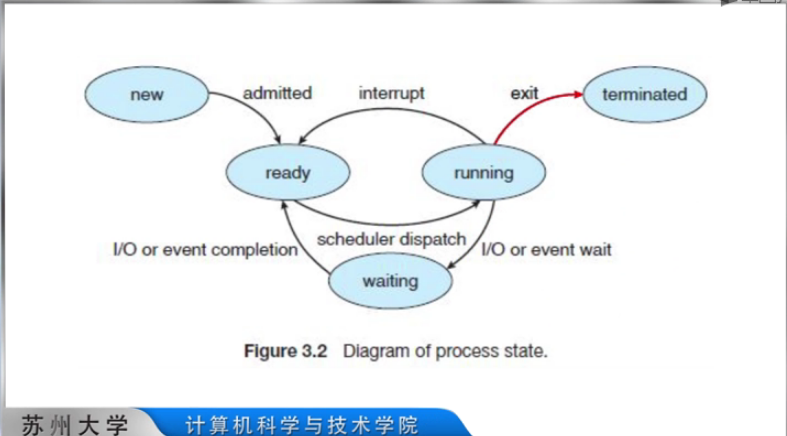 new
admitted
interrupt
exit
terminated
ready
running
I/O or event completion
scheduler dispatch
I/O or event wait
waiting
Figure 3.2 Diagram of process state.
苏州大学
计算机科学与技术学院